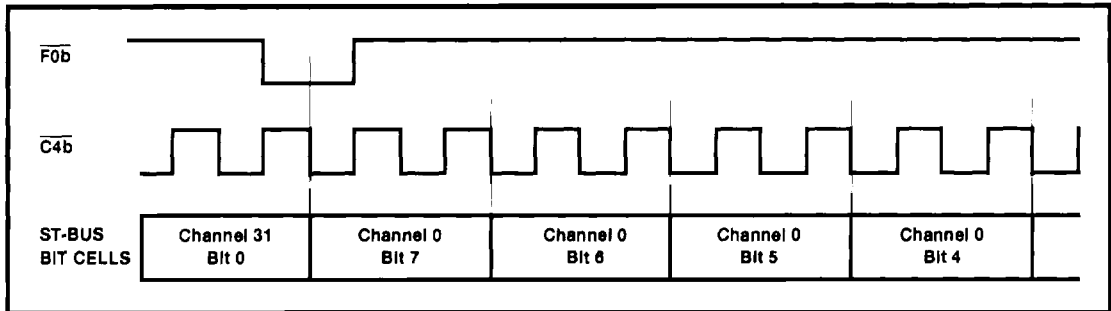 F0b
C4b
ST-BUS
BIT CELLS
Channel 31
Bit 0
Channel 0
Bit 7
Channel 0
Bit 6
Channel 0
Bit 5
Channel 0
Bit 4